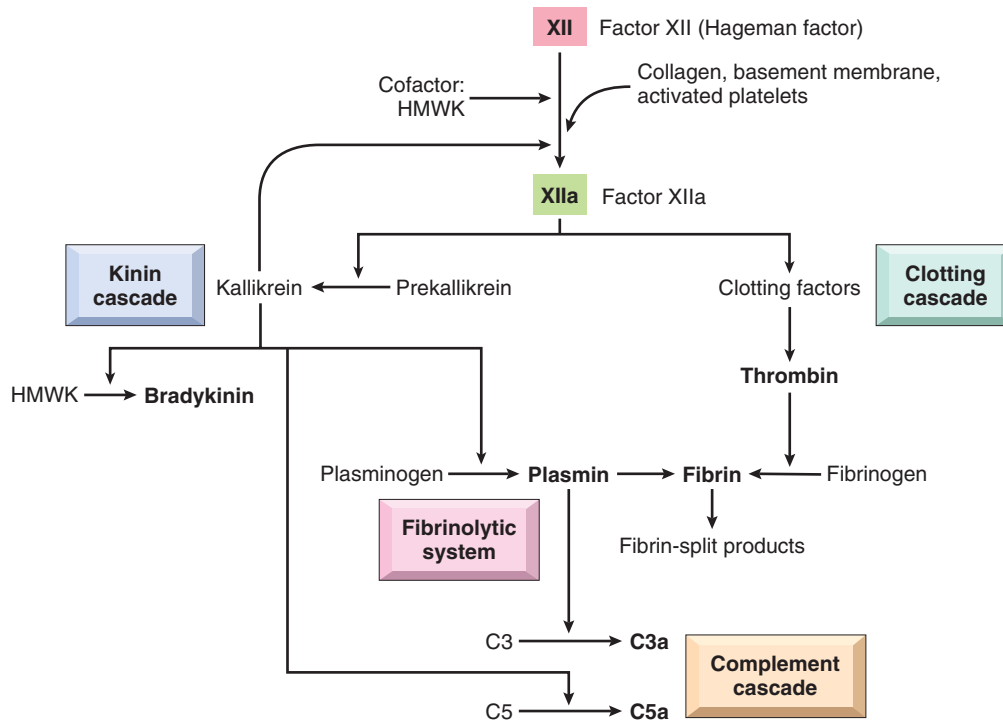 XII
Factor XII (Hageman factor)
Cofactor:
HMWK
Collagen, basement membrane,
activated platelets
XIIa
Factor XIIa
Kinin
cascade
Kallikrein
Prekallikrein
Clotting factors
Clotting
cascade
HMWK
Bradykinin
Thrombin
Plasminogen
Plasmin
Fibrin
Fibrinogen
Fibrinolytic
system
Fibrin-split products
C3
C3a
Complement
cascade
C5
C5a